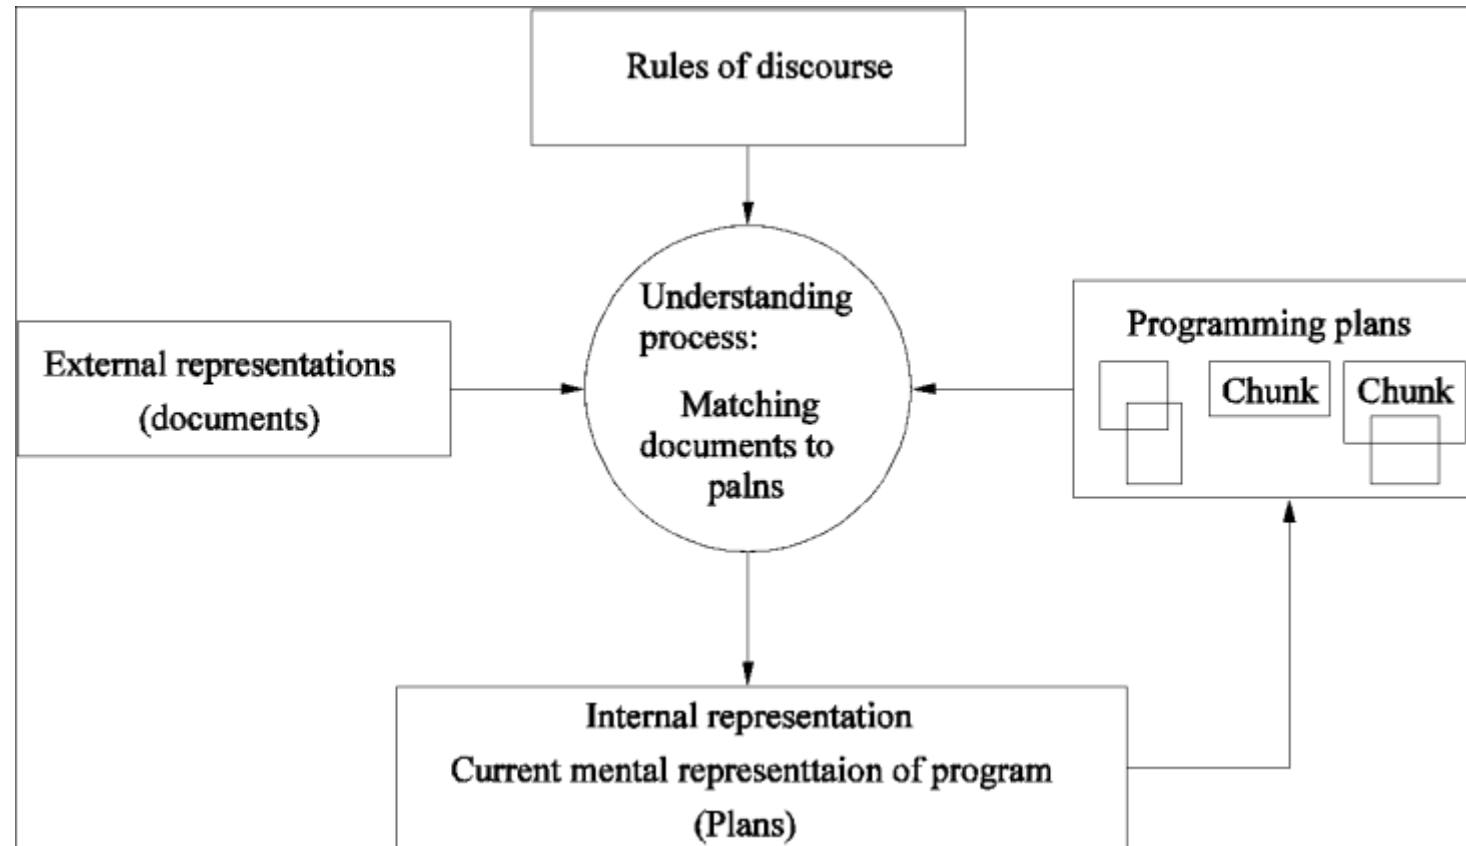 Rules of discourse
External representations
(documents)
Understanding
process:
Matching
documents to
palns
Programming plans
Chunk
Chunk
Internal representation
Current mental representtaion of program
(Plans)